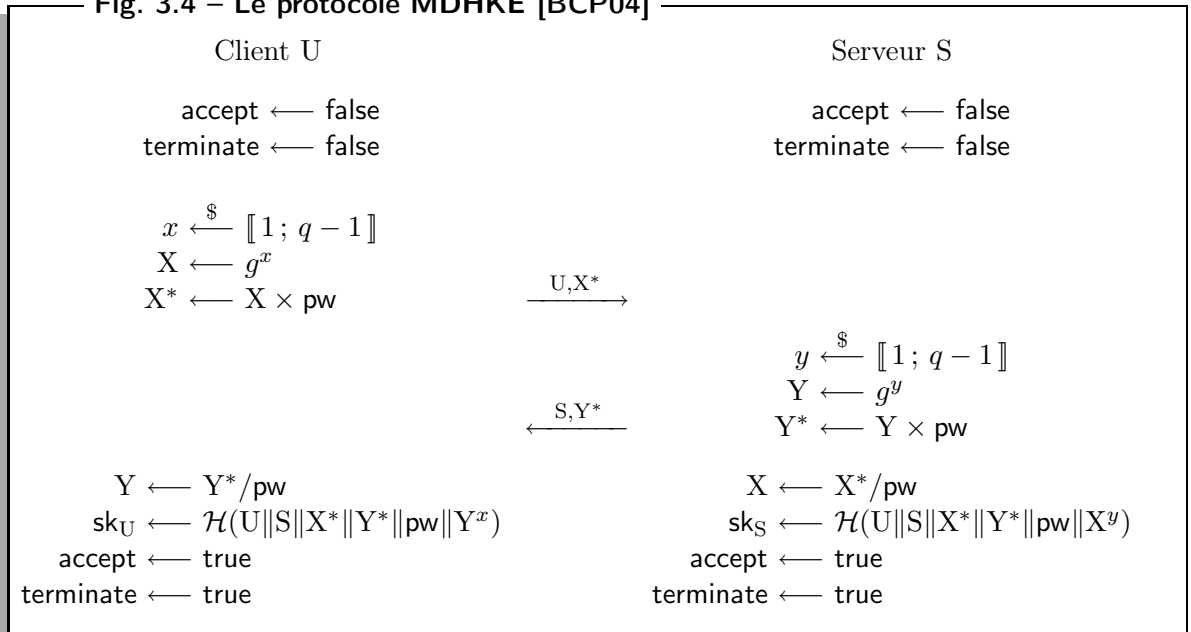 Fig. 3.4 – Le protocole MDHKE [BCP04]
Client U Serveur S
accept ⟵ false accept ⟵ false
terminate ⟵ false terminate ⟵ false
x ⟵$ ⟦1 ; q − 1⟧
X ⟵ g^x
X* ⟵ X × pw
U,X*
y ⟵$ ⟦1 ; q − 1⟧
Y ⟵ g^y
S,Y*
Y* ⟵ Y × pw
Y ⟵ Y*/pw X ⟵ X*/pw
sk_U ⟵ H(U‖S‖X*‖Y*‖pw‖Y^x) sk_S ⟵ H(U‖S‖X*‖Y*‖pw‖X^y)
accept ⟵ true accept ⟵ true
terminate ⟵ true terminate ⟵ true